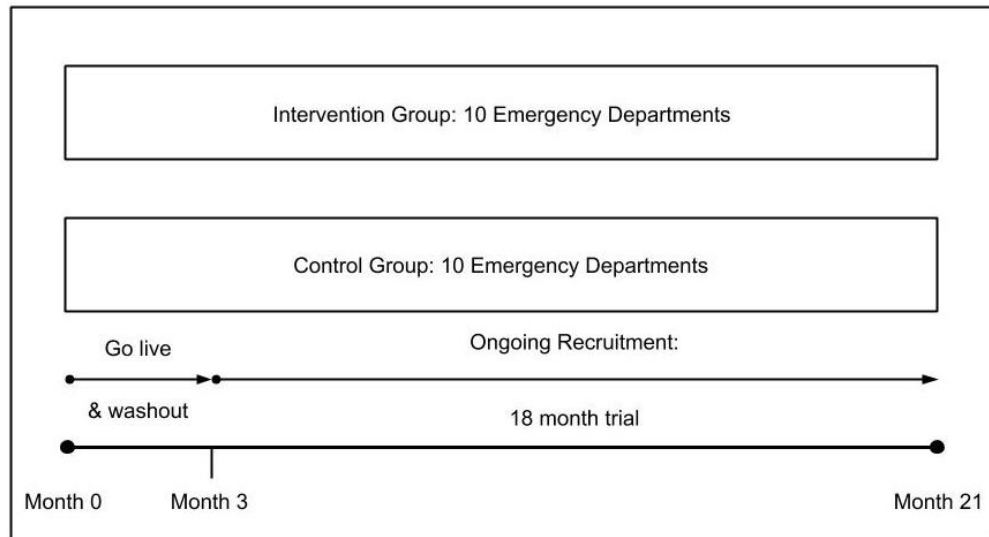 Intervention Group: 10 Emergency Departments
Control Group: 10 Emergency Departments
Go live
Ongoing Recruitment:
& washout
18 month trial
Month 0
Month 3
Month 21